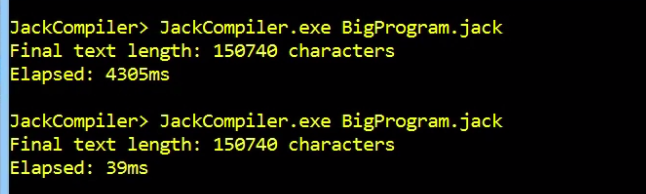 JackCompiler> JackCompiler.exe BigProgram.jack
Final text length: 150740 characters
Elapsed: 4305ms
JackCompiler> JackCompiler.exe BigProgram.jack
Final text length: 150740 characters
Elapsed: 39ms